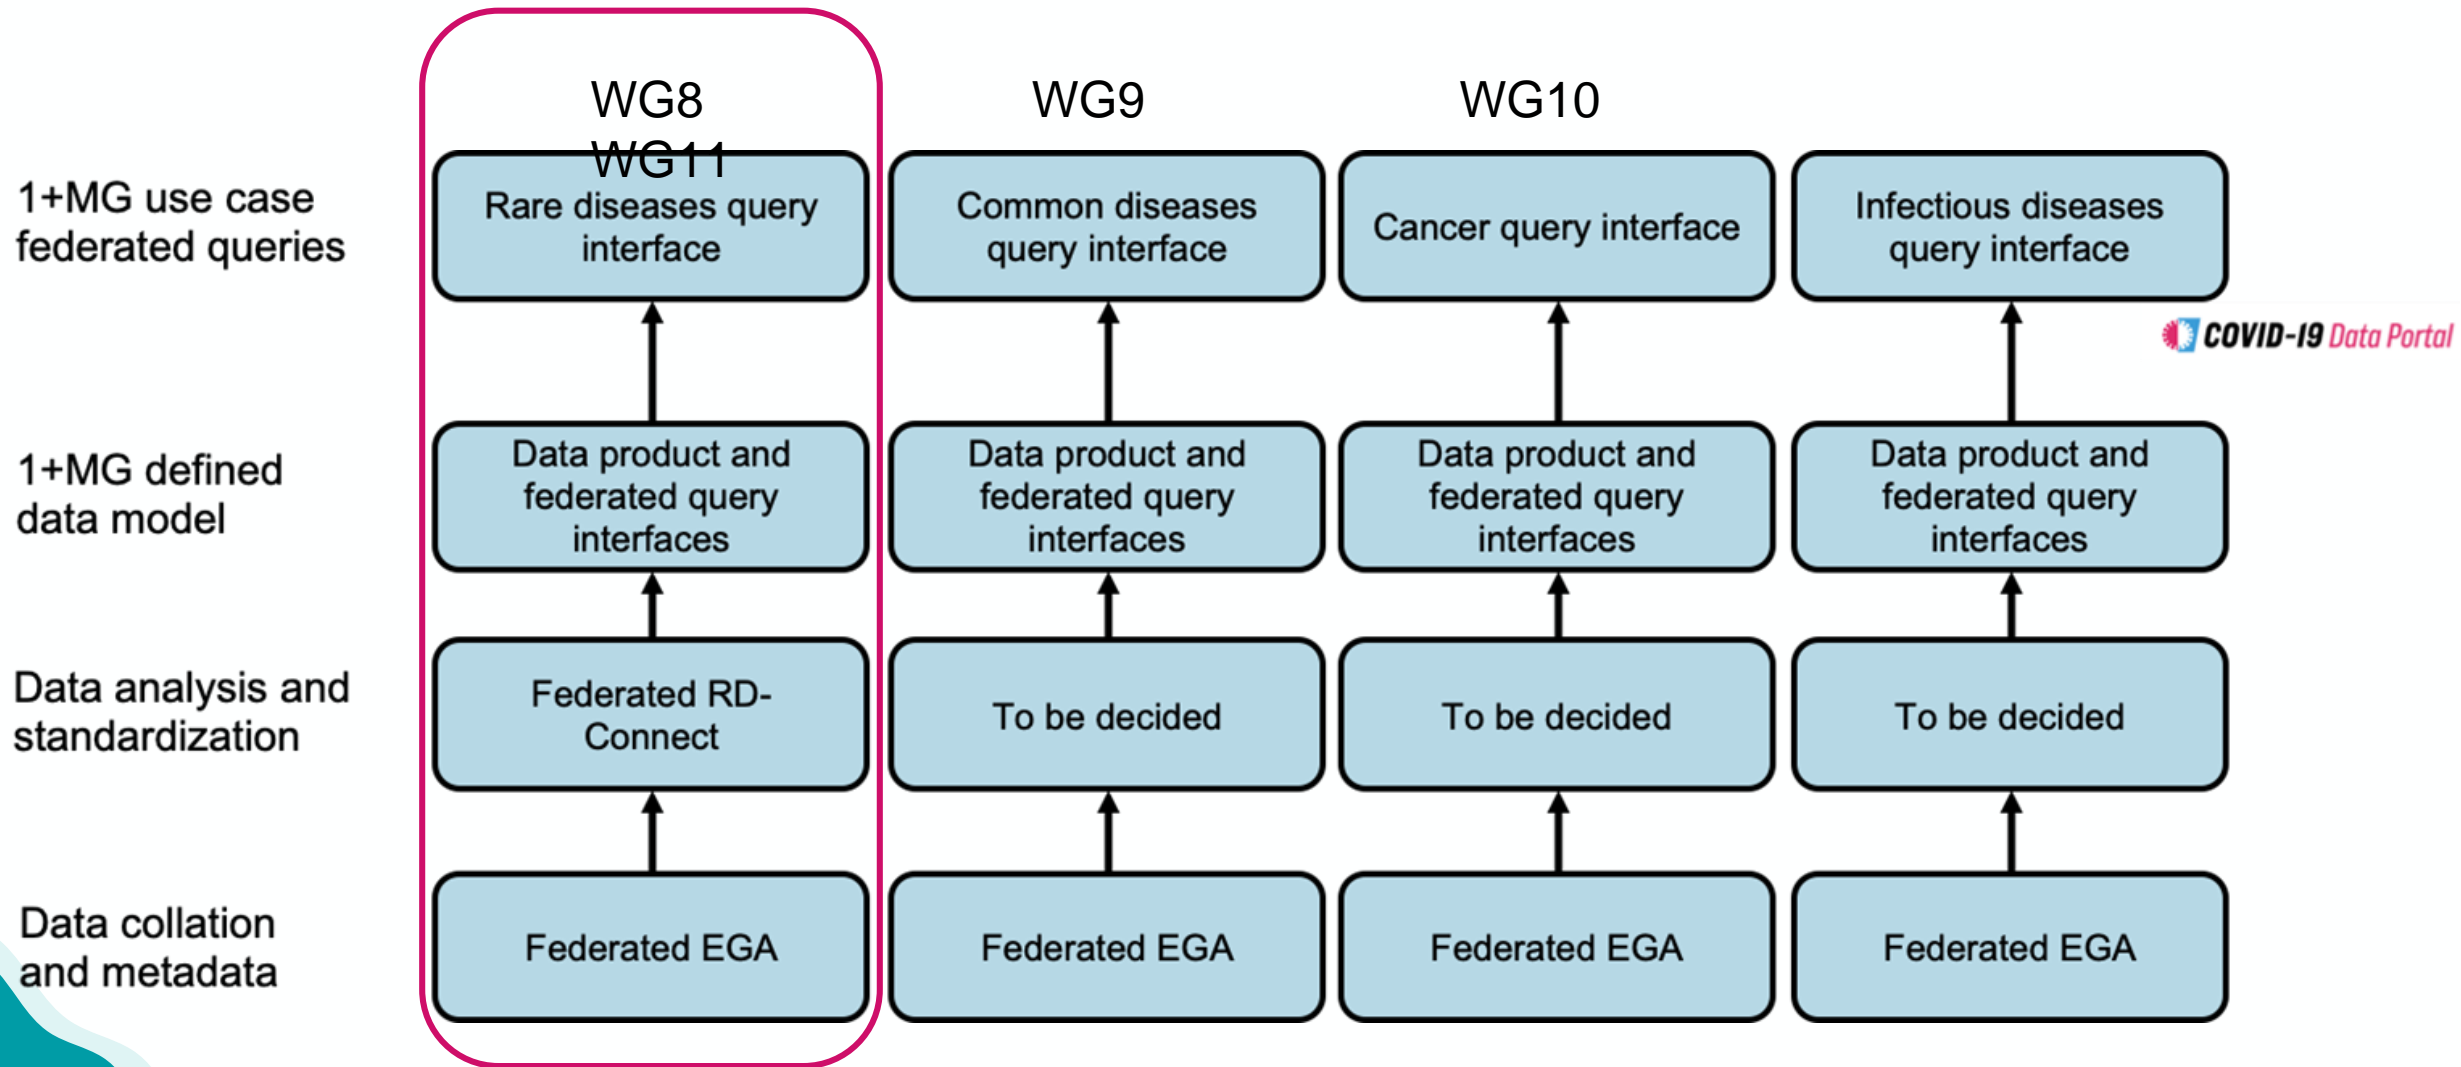 WG8
WG11
WG9
WG10
1+MG use case
federated queries
Rare diseases query
interface
Common diseases
query interface
Cancer query interface
Infectious diseases
query interface
COVID-19 Data Portal
1+MG defined
data model
Data product and
federated query
interfaces
Data product and
federated query
interfaces
Data product and
federated query
interfaces
Data product and
federated query
interfaces
Data analysis and
standardization
Federated RD-
Connect
To be decided
To be decided
To be decided
Data collation
and metadata
Federated EGA
Federated EGA
Federated EGA
Federated EGA